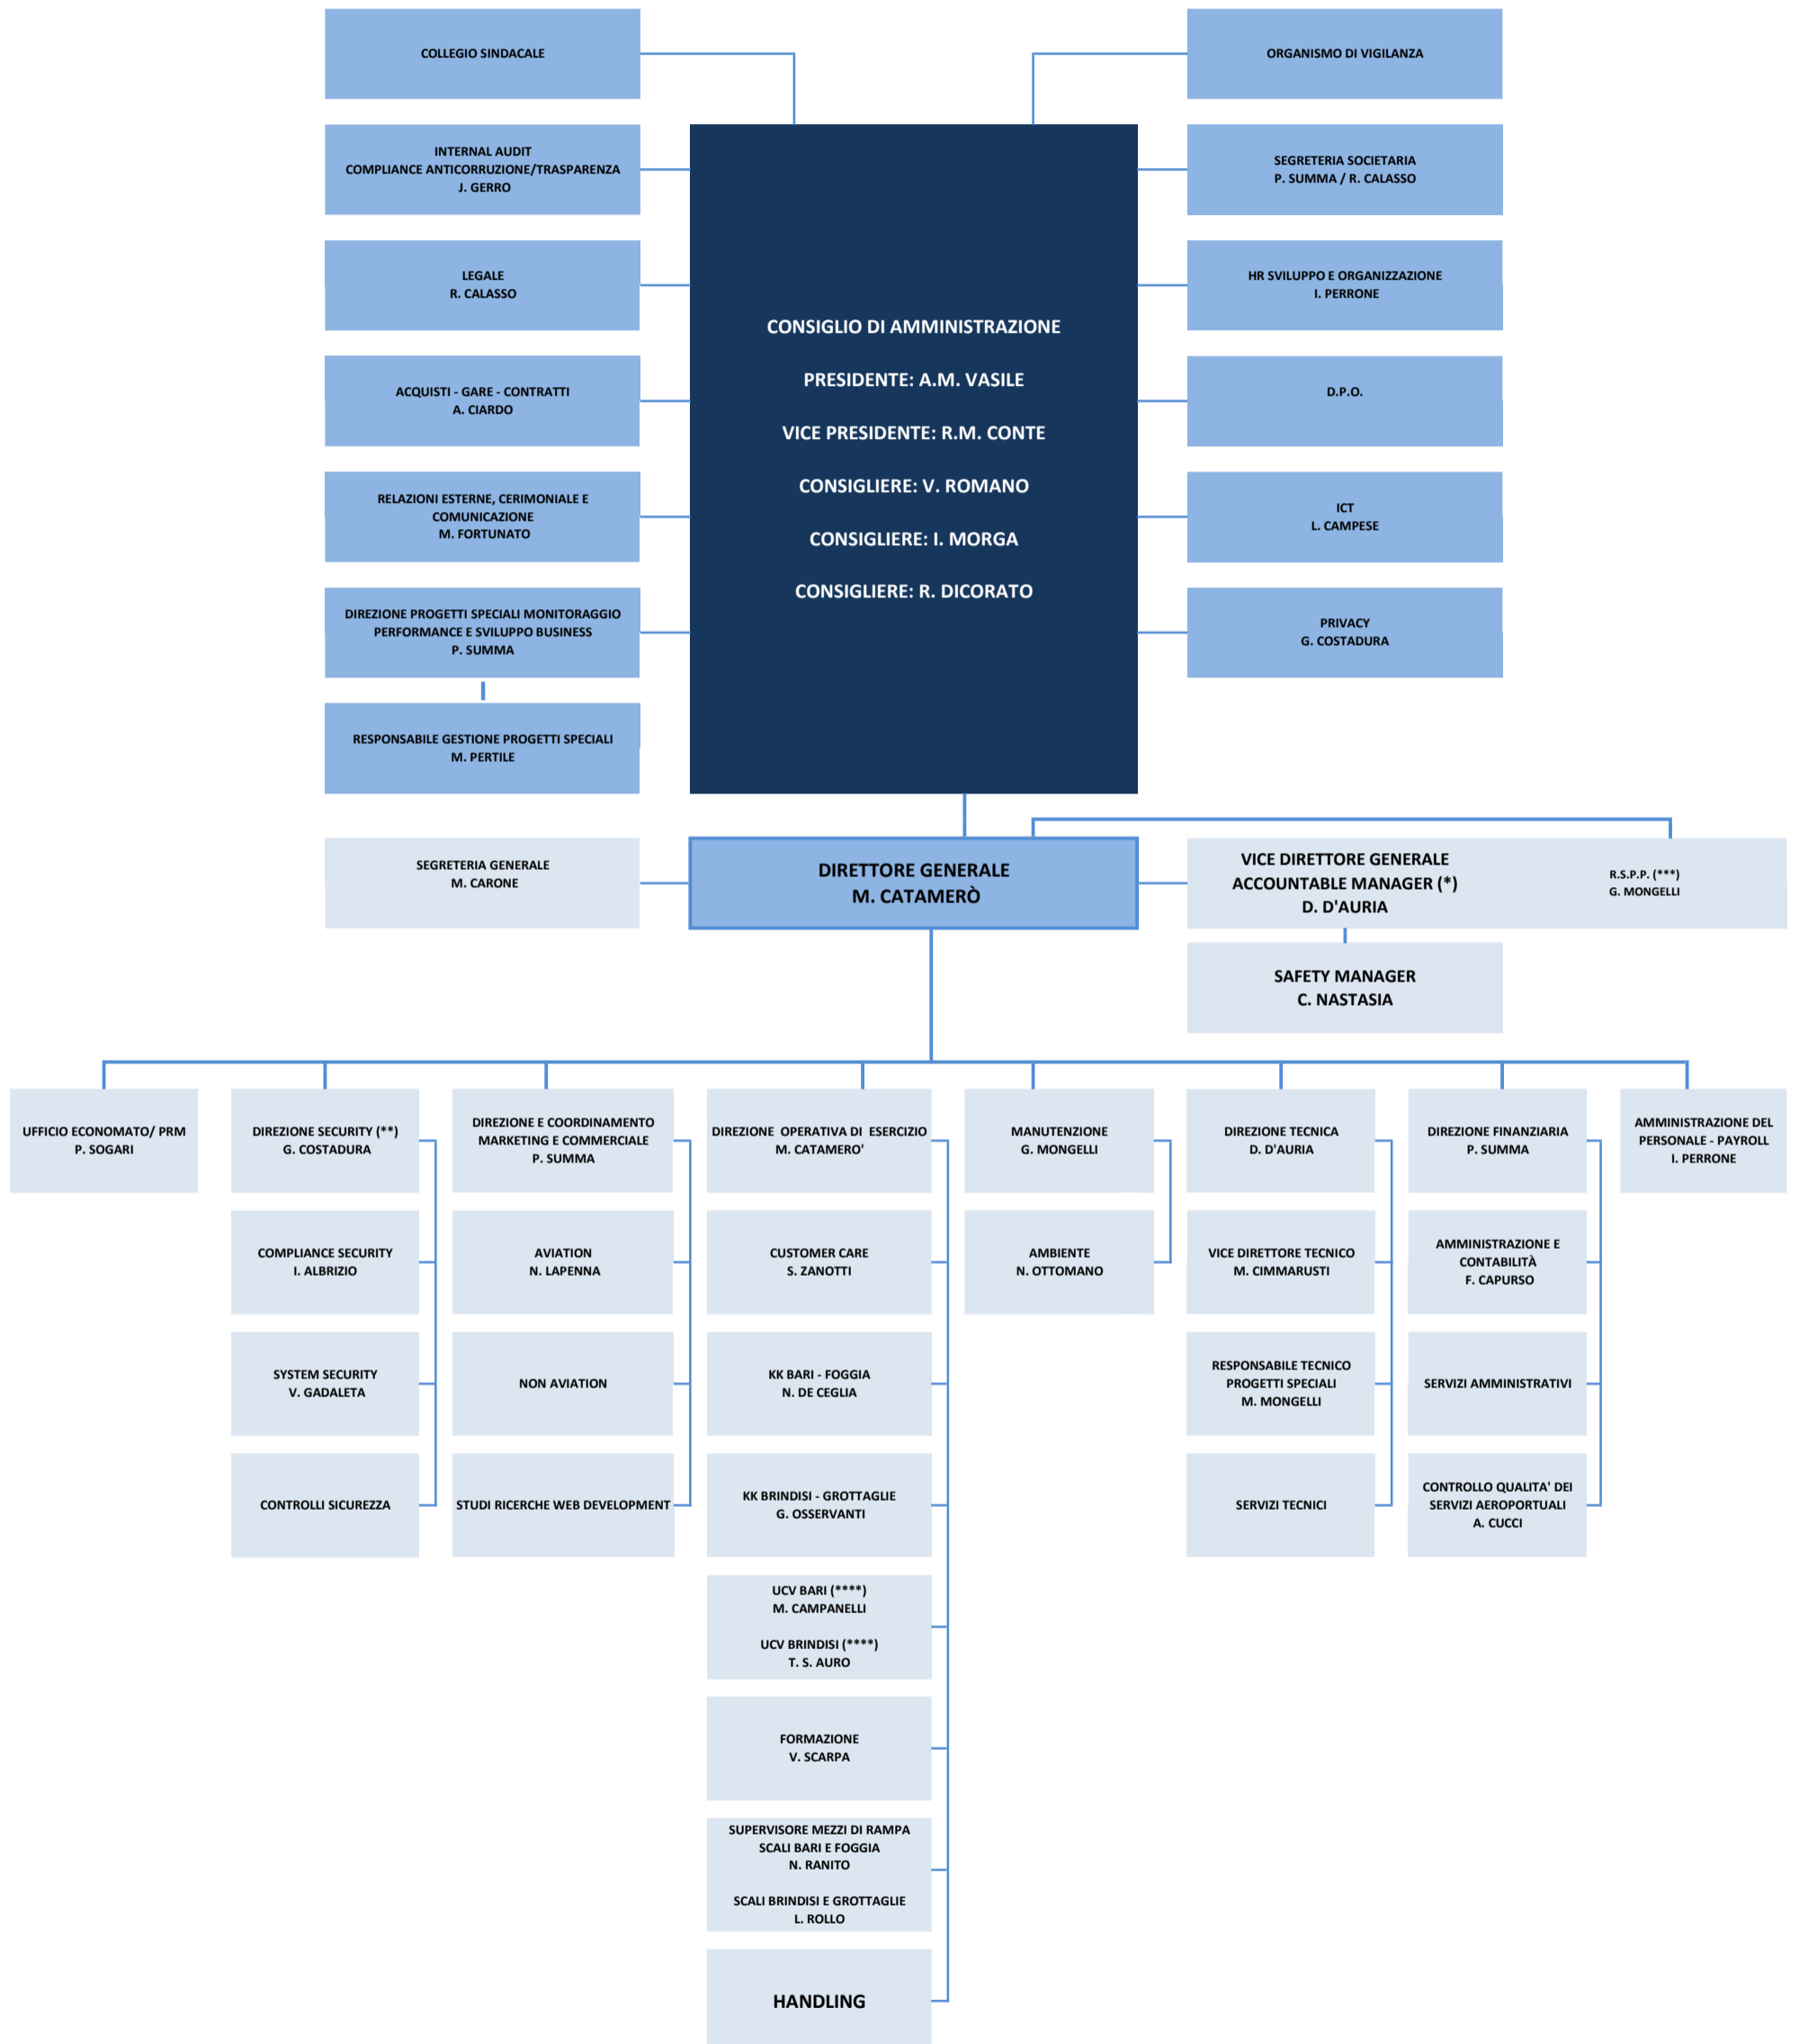 COLLEGIO SINDACALE
ORGANISMO DI VIGILANZA
INTERNAL AUDIT
COMPLIANCE ANTICORRUZIONE/TRASPARENZA
J. GERRO
SEGRETERIA SOCIETARIA
P. SUMMA / R. CALASSO
LEGALE
R. CALASSO
HR SVILUPPO E ORGANIZZAZIONE
I. PERRONE
CONSIGLIO DI AMMINISTRAZIONE
PRESIDENTE: A.M. VASILE
VICE PRESIDENTE: R.M. CONTE
CONSIGLIERE: V. ROMANO
CONSIGLIERE: I. MORGA
CONSIGLIERE: R. DICORATO
ACQUISTI - GARE - CONTRATTI
A. CIARDO
D.P.O.
RELAZIONI ESTERNE, CERIMONIALE E
COMUNICAZIONE
M. FORTUNATO
ICT
L. CAMPESE
DIREZIONE PROGETTI SPECIALI MONITORAGGIO
PERFORMANCE E SVILUPPO BUSINESS
P. SUMMA
PRIVACY
G. COSTADURA
RESPONSABILE GESTIONE PROGETTI SPECIALI
M. PERTILE
SEGRETERIA GENERALE
M. CARONE
DIRETTORE GENERALE
M. CATAMERÒ
VICE DIRETTORE GENERALE
ACCOUNTABLE MANAGER (*)
D. D'AURIA
R.S.P.P. (***)
G. MONGELLI
SAFETY MANAGER
C. NASTASIA
UFFICIO ECONOMATO/ PRM
P. SOGARI
DIREZIONE SECURITY (**)
G. COSTADURA
DIREZIONE E COORDINAMENTO
MARKETING E COMMERCIALE
P. SUMMA
DIREZIONE OPERATIVA DI ESERCIZIO
M. CATAMERO'
MANUTENZIONE
G. MONGELLI
DIREZIONE TECNICA
D. D'AURIA
DIREZIONE FINANZIARIA
P. SUMMA
AMMINISTRAZIONE DEL
PERSONALE - PAYROLL
I. PERRONE
COMPLIANCE SECURITY
I. ALBRIZIO
AVIATION
N. LAPENNA
CUSTOMER CARE
S. ZANOTTI
AMBIENTE
N. OTTOMANO
VICE DIRETTORE TECNICO
M. CIMMARUSTI
AMMINISTRAZIONE E
CONTABILITÀ
F. CAPURSO
SYSTEM SECURITY
V. GADALETA
NON AVIATION
KK BARI - FOGGIA
N. DE CEGLIA
RESPONSABILE TECNICO
PROGETTI SPECIALI
M. MONGELLI
SERVIZI AMMINISTRATIVI
CONTROLLI SICUREZZA
STUDI RICERCHE WEB DEVELOPMENT
KK BRINDISI - GROTTAGLIE
G. OSSERVANTI
SERVIZI TECNICI
CONTROLLO QUALITA' DEI
SERVIZI AEROPORTUALI
A. CUCCI
UCV BARI (****)
M. CAMPANELLI
UCV BRINDISI (****)
T. S. AURO
FORMAZIONE
V. SCARPA
SUPERVISORE MEZZI DI RAMPA
SCALI BARI E FOGGIA
N. RANITO
SCALI BRINDISI E GROTTAGLIE
L. ROLLO
HANDLING